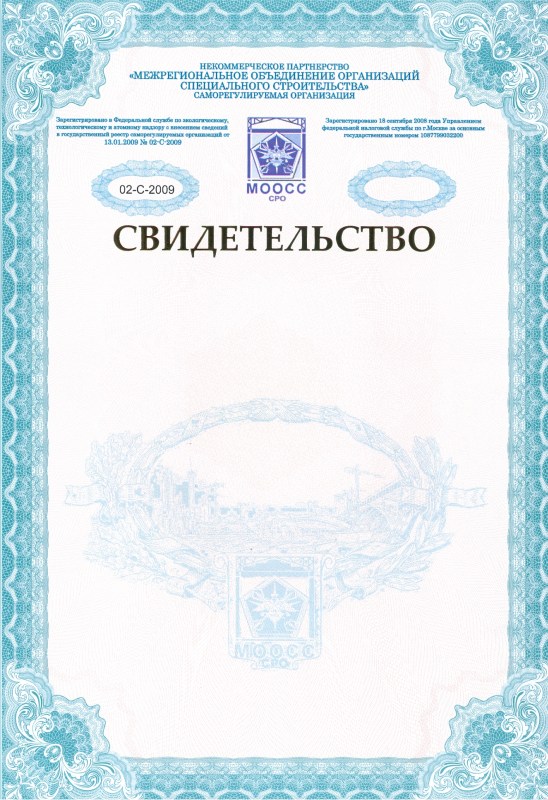 НЕКОММЕРЧЕСКОЕ ПАРТНЕРСТВО
«МЕЖРЕГИОНАЛЬНОЕ ОБЪЕДИНЕНИЕ ОРГАНИЗАЦИЙ
СПЕЦИАЛЬНОГО СТРОИТЕЛЬСТВА»
САМОРЕГУЛИРУЕМАЯ ОРГАНИЗАЦИЯ
Зарегистрировано в Федеральной службе по экологическому,
технологическому и атомному надзору с внесением сведений
в государственный реестр саморегулируемых организаций от
13.01.2009 № 02-С-2009
Зарегистрировано 18 сентября 2008 года Управлением
федеральной налоговой службы по г.Москве за основным
государственным номером 1087799032200
МООСС
СРО
02-С-2009
СВИДЕТЕЛЬСТВО
МООСС
СРО